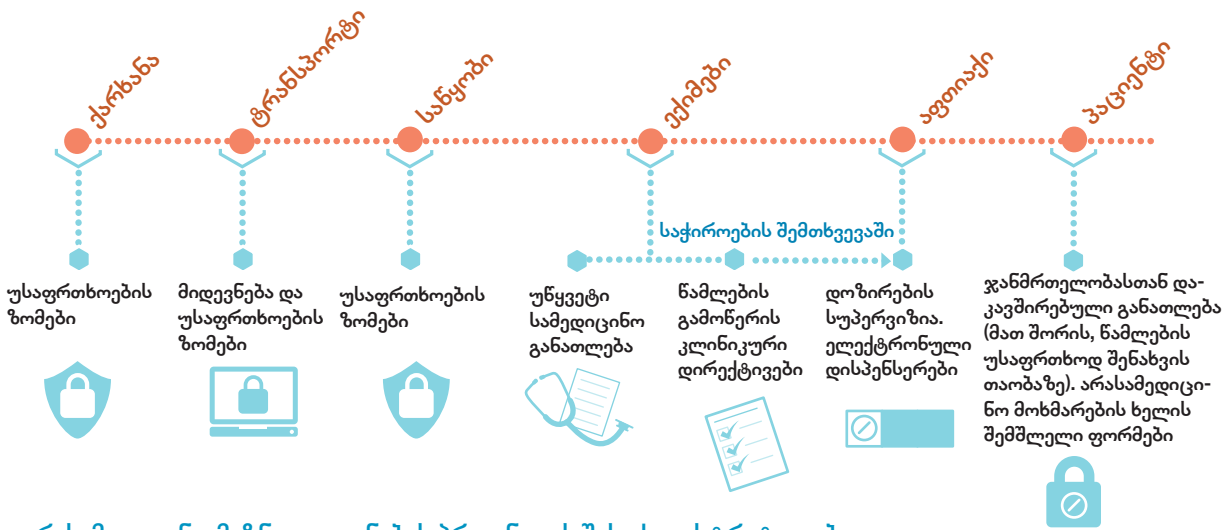 ქარხანა
ტრანსპორტი
საწყობი
ექიმები
აფთიაქი
პაციენტი
საჭიროების შემთხვევაში
უსაფრთხოების
ზომები
მიდევნება და
უსაფრთხოების
ზომები
უსაფრთხოების
ზომები
უწყვეტი
სამედიცინო
განათლება
წამლების
გამოწერის
კლინიკური
დირექტივები
დოზირების
სუპერვიზია.
ელექტრონული
დისპენსერები
ჯანმრთელობასთან და-
კავშირებული განათლება
(მათ შორის, წამლების
უსაფრთხოდ შენახვის
თაობაზე). არასამედიცი-
ნო მოხმარების ხელის
შემშლელი ფორმები